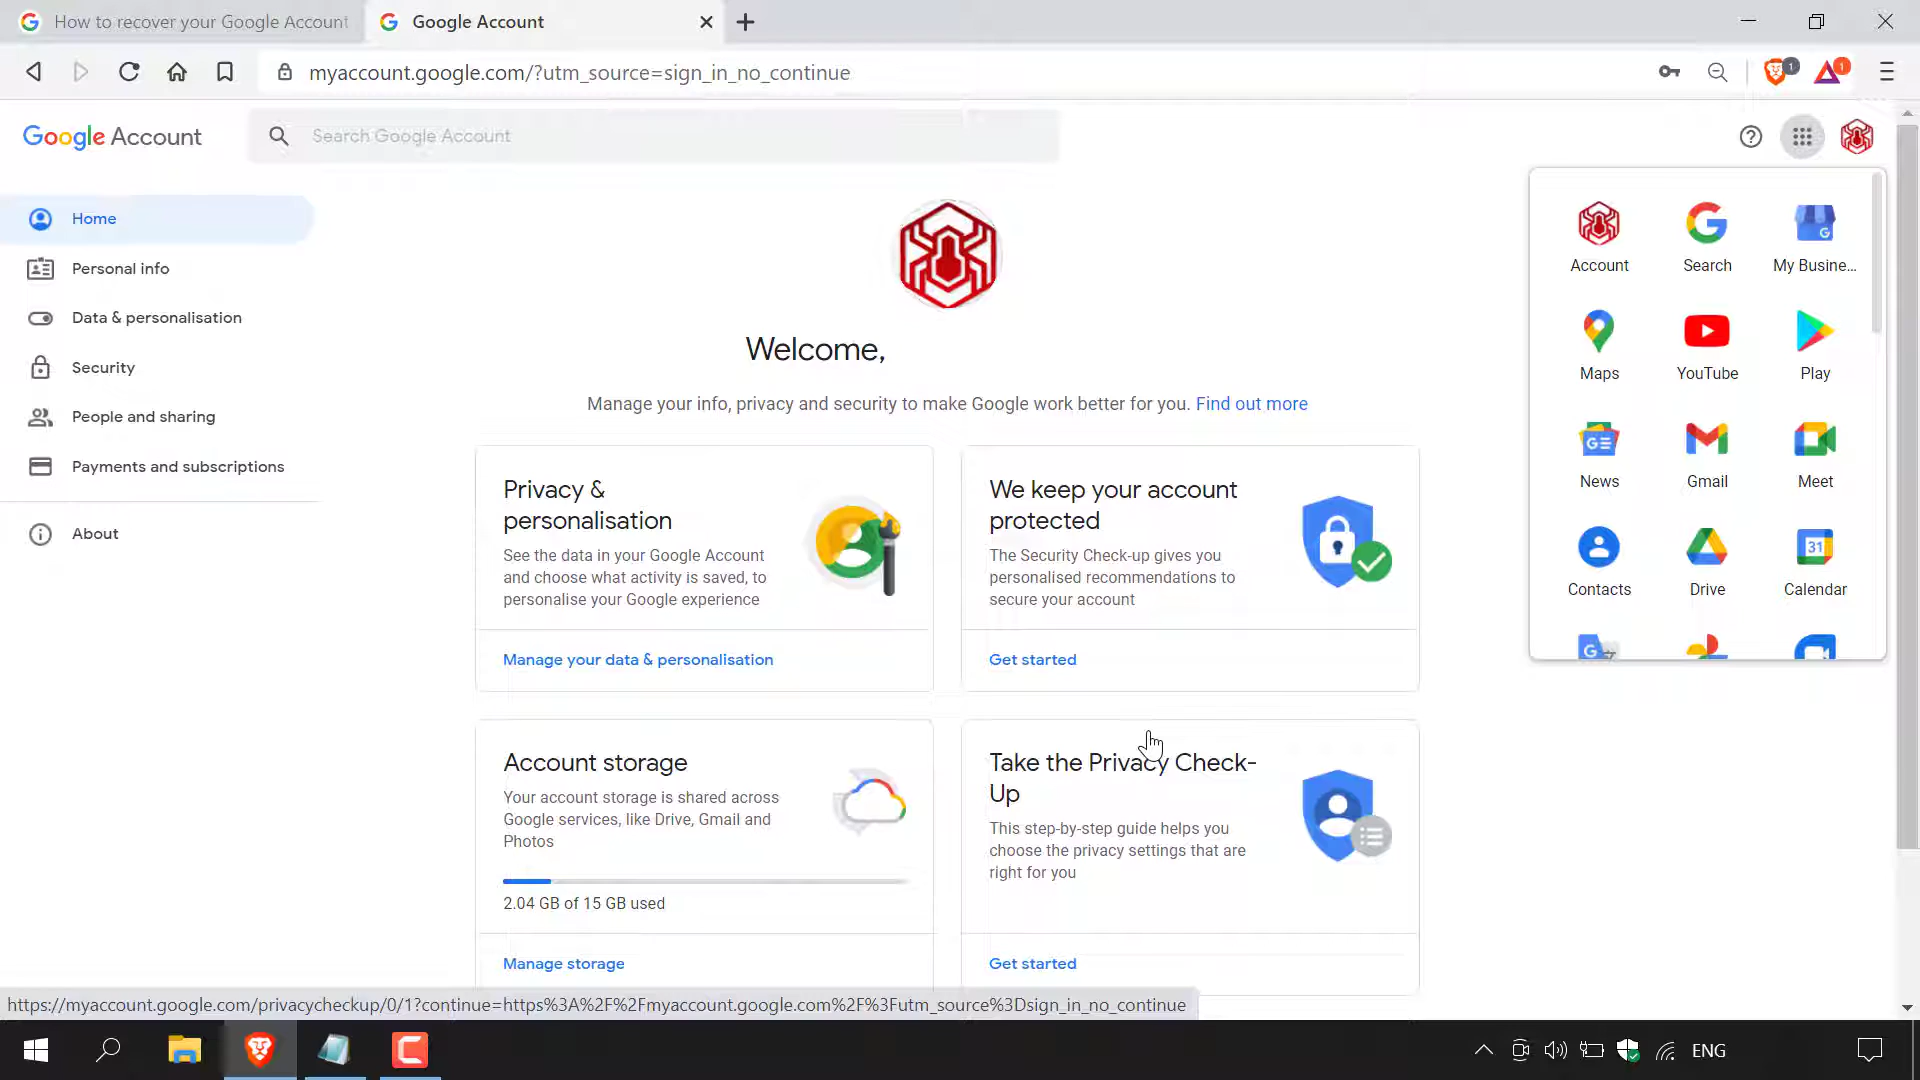 How to recover your Google Account
Google Account
myaccount.google.com/?utm_source=sign_in_no_continue
1
1
Google Account
Search Google Account
Home
Personal info
Data & personalisation
Security
People and sharing
Payments and subscriptions
About
Welcome,
Manage your info, privacy and security to make Google work better for you. Find out more
Privacy &
personalisation
See the data in your Google Account
and choose what activity is saved, to
personalise your Google experience
Manage your data & personalisation
We keep your account
protected
The Security Check-up gives you
personalised recommendations to
secure your account
Get started
Account storage
Your account storage is shared across
Google services, like Drive, Gmail and
Photos
2.04 GB of 15 GB used
Manage storage
Take the Privacy Check-
Up
This step-by-step guide helps you
choose the privacy settings that are
right for you
Get started
Account
Search
My Busine...
Maps
YouTube
Play
News
Gmail
Meet
Contacts
Drive
31
Calendar
https://myaccount.google.com/privacycheckup/0/1?continue=https%3A%2F%2Fmyaccount.google.com%2F%3Futm_source%3Dsign_in_no_continue
ENG